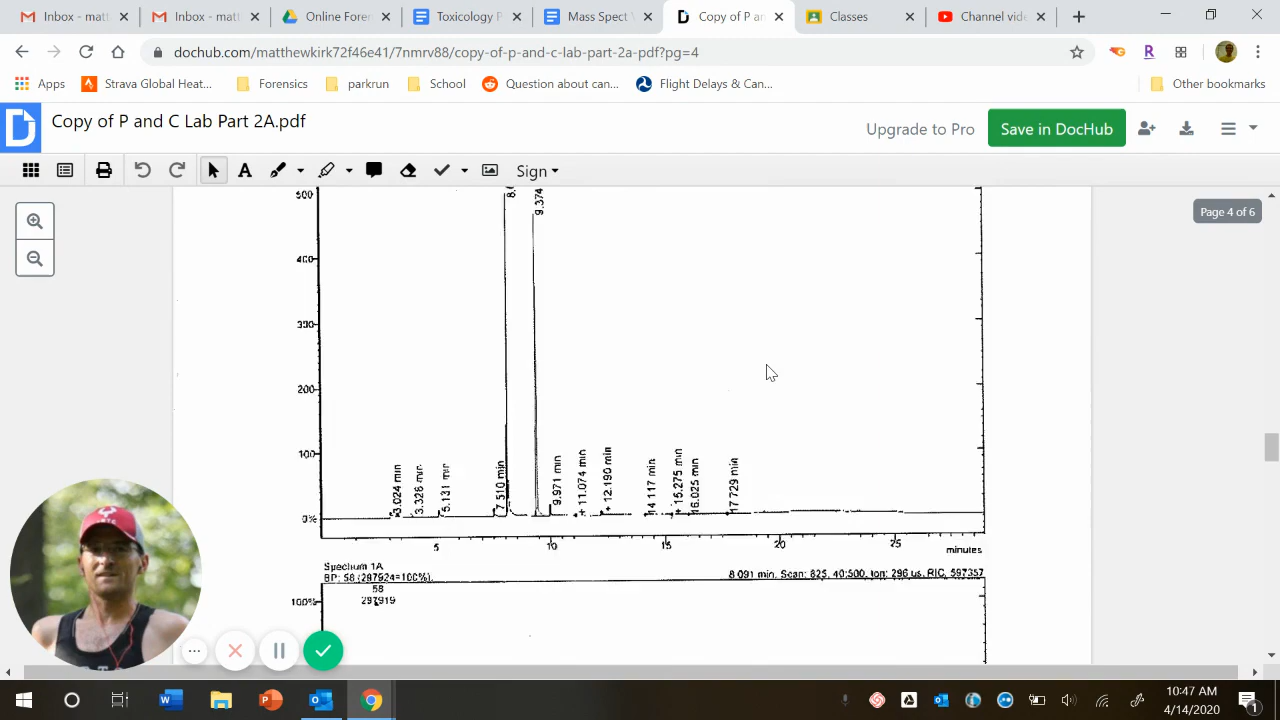 Inbox - matt
Inbox - matt
Online Foren
Toxicology P
Mass Spect V
Copy of P an
Classes
Channel vide
dochub.com/matthewkirk72f46e41/7nmrv88/copy-of-p-and-c-lab-part-2a-pdf?pg=4
Apps
Strava Global Heat...
Forensics
parkrun
School
Question about can...
Flight Delays & Can...
Other bookmarks
Copy of P and C Lab Part 2A.pdf
Upgrade to Pro
Save in DocHub
Sign
Page 4 of 6
500
400
300
200
100
0%
9.374
3.024 min
3.326 min
5.131 min
7.510 min
9.971 min
+ 11.074 min
+ 12.190 min
14 117 min
+ 15.275 min
16.025 min
17 729 min
5
10
15
20
25
minutes
Spectrum 1A
BP: 58 (297924=100%),
8 091 min. Scan: 825, 40:500, Ion: 296 us, RIC, 597357
100%
58
297919
10:47 AM
4/14/2020